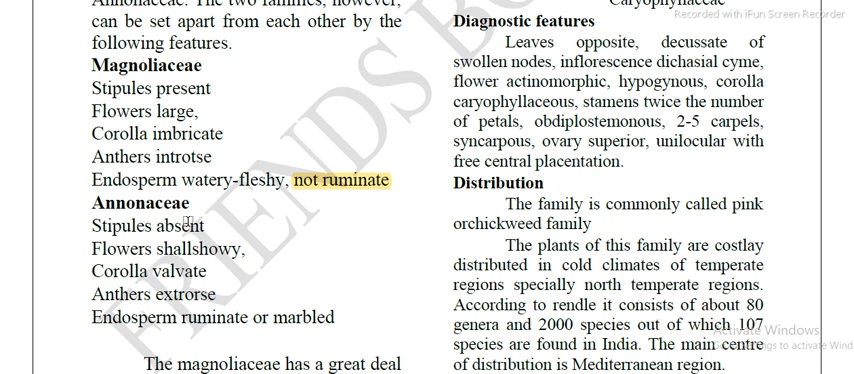 Annonaceae. The two families, however,
can be set apart from each other by the
following features.
Magnoliaceae
Stipules present
Flowers large,
Corolla imbricate
Anthers introtse
Endosperm watery-fleshy, not ruminate
Annonaceae
Stipules absent
Flowers shallshowy,
Corolla valvate
Anthers extrorse
Endosperm ruminate or marbled
The magnoliaceae has a great deal
Caryophyllaceae
Recorded with iFun Screen Recorder
Diagnostic features
Leaves opposite, decussate of
swollen nodes, inflorescence dichasial cyme,
flower actinomorphic, hypogynous, corolla
caryophyllaceous, stamens twice the number
of petals, obdiplostemonous, 2-5 carpels,
syncarpous, ovary superior, unilocular with
free central placentation.
Distribution
The family is commonly called pink
orchickweed family
The plants of this family are costlay
distributed in cold climates of temperate
regions specially north temperate regions.
According to rendle it consists of about 80
genera and 2000 species out of which 107
species are found in India. The main centre
of distribution is Mediterranean region.
Activate Windows
FRIENDS BO